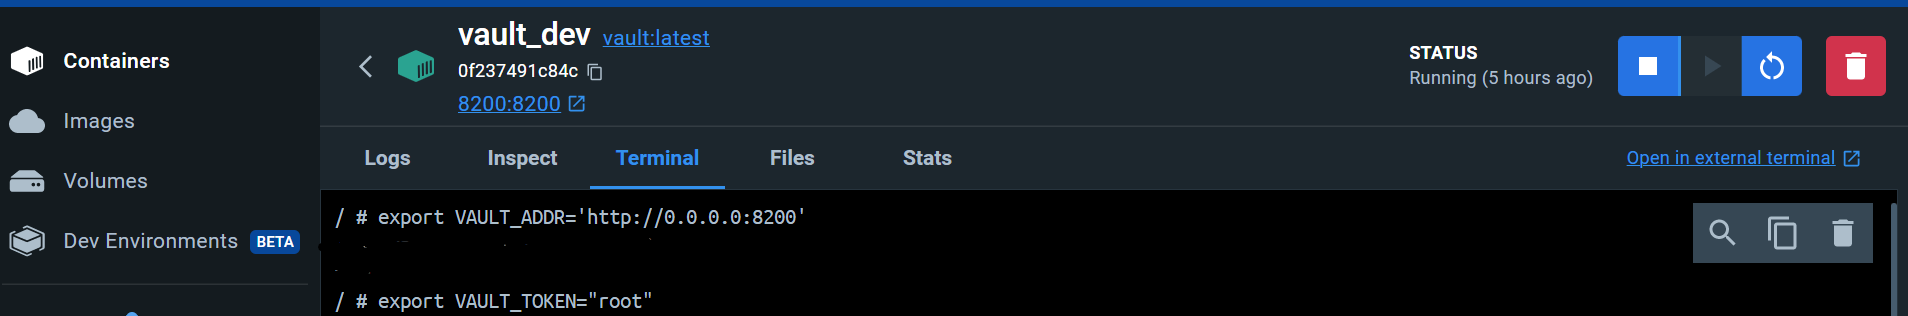 Containers
Images
Volumes
Dev Environments BETA
vault_dev vault:latest
0f237491c84c
8200:8200
STATUS
Running (5 hours ago)
Logs Inspect Terminal Files Stats
Open in external terminal
/ # export VAULT_ADDR='http://0.0.0.0:8200'
/ # export VAULT_TOKEN="root"